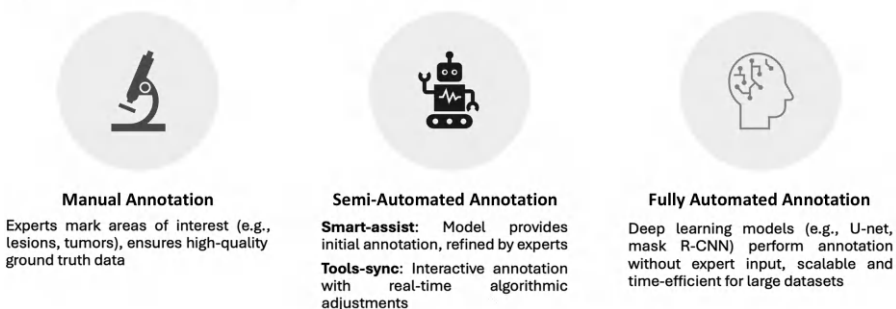 Manual Annotation
Experts mark areas of interest (e.g.,
lesions, tumors), ensures high-quality
ground truth data
Semi-Automated Annotation
Smart-assist: Model provides
initial annotation, refined by experts
Tools-sync: Interactive annotation
with real-time algorithmic
adjustments
Fully Automated Annotation
Deep learning models (e.g., U-net,
mask R-CNN) perform annotation
without expert input, scalable and
time-efficient for large datasets